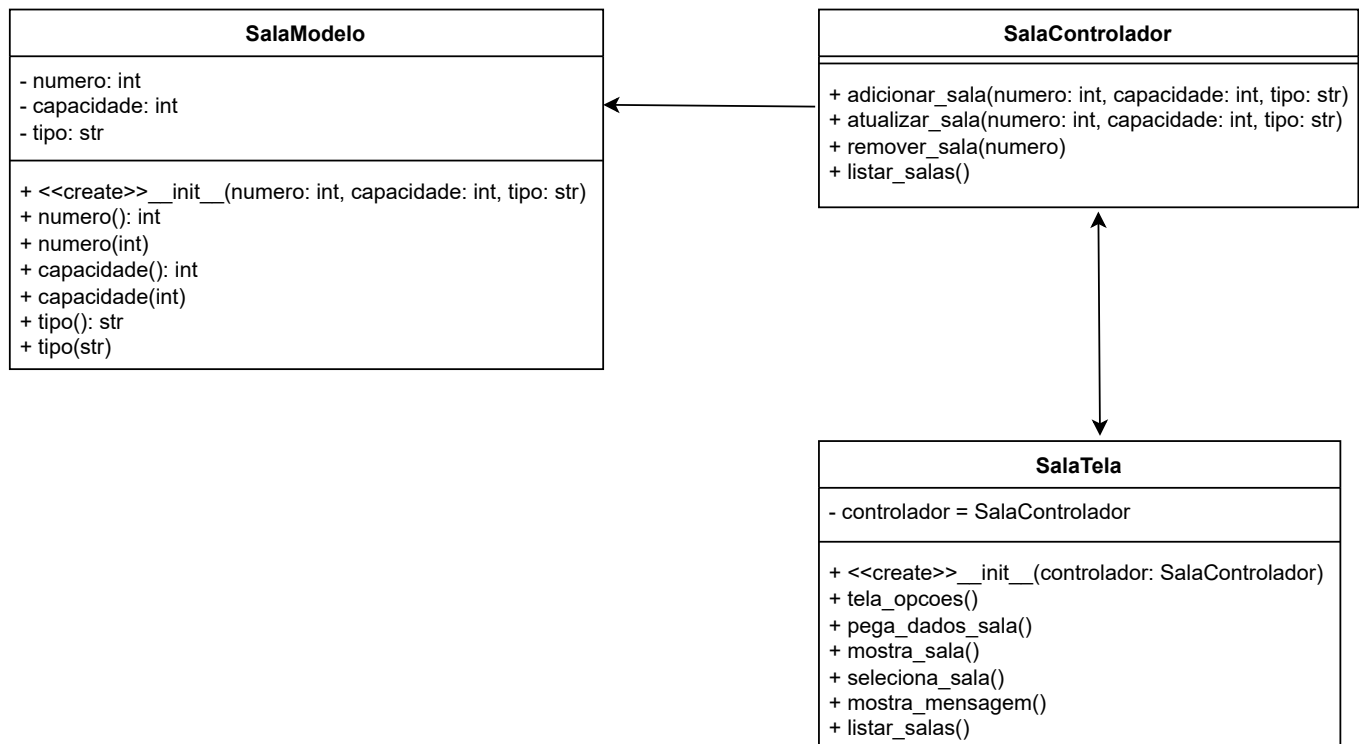 SalaModelo
- numero: int
- capacidade: int
- tipo: str
+ <<create>>__init__(numero: int, capacidade: int, tipo: str)
+ numero(): int
+ numero(int)
+ capacidade(): int
+ capacidade(int)
+ tipo(): str
+ tipo(str)
SalaControlador
+ adicionar_sala(numero: int, capacidade: int, tipo: str)
+ atualizar_sala(numero: int, capacidade: int, tipo: str)
+ remover_sala(numero)
+ listar_salas()
SalaTela
- controlador = SalaControlador
+ <<create>>__init__(controlador: SalaControlador)
+ tela_opcoes()
+ pega_dados_sala()
+ mostra_sala()
+ seleciona_sala()
+ mostra_mensagem()
+ listar_salas()